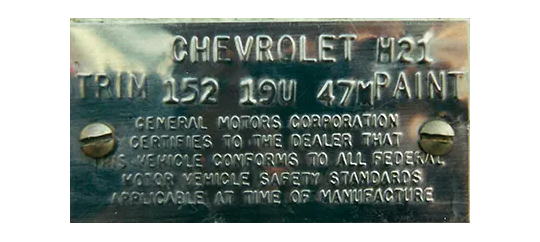 CHEVROLET H21
TRIM 152 19U 47M PAINT
GENERAL MOTORS CORPORATION
CERTIFIES TO THE DEALER THAT
THIS VEHICLE CONFORMS TO ALL FEDERAL
MOTOR VEHICLE SAFETY STANDARDS
APPLICABLE AT TIME OF MANUFACTURE